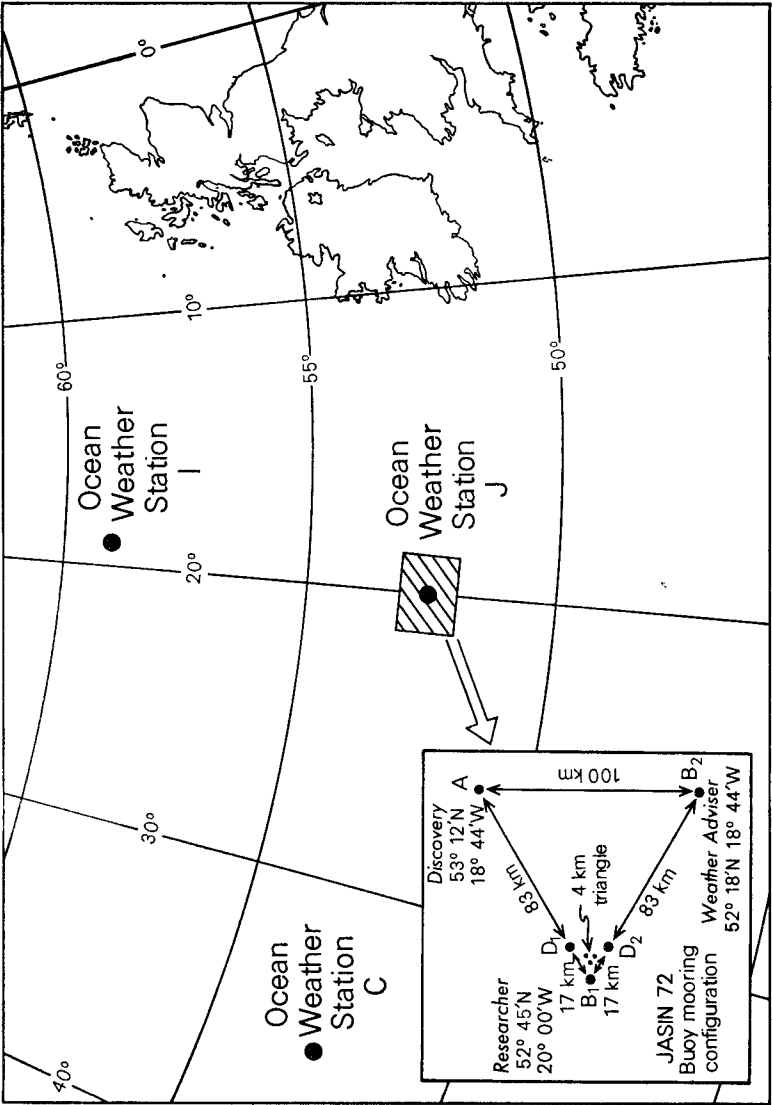 0°
10°
20°
30°
40°
60°
55°
50°
Ocean
Weather
Station
I
Ocean
Weather
Station
J
Ocean
Weather
Station
C
Discovery
53° 12'N
18° 44'W
A
100 km
83 km
4 km
triangle
D1
17 km
B1
17 km
D2
83 km
B2
Researcher
52° 45'N
20° 00'W
Weather Adviser
52° 18'N 18° 44'W
JASIN 72
Buoy mooring
configuration